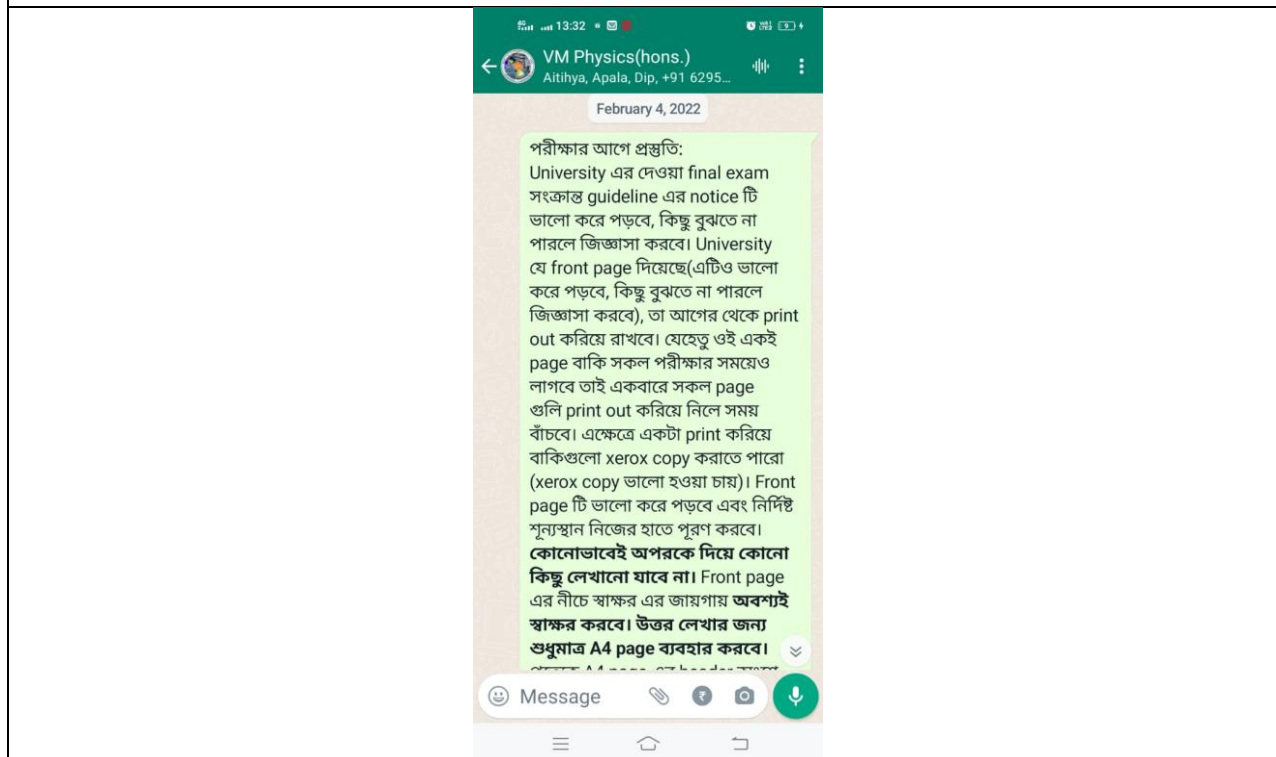 13:32
VM Physics(hons.)
Aitihya, Apala, Dip, +91 6295...
February 4, 2022
পরীক্ষার আগে প্রস্তুতি:
University এর দেওয়া final exam
সংক্রান্ত guideline এর notice টি
ভালো করে পড়বে, কিছু বুঝতে না
পারলে জিজ্ঞাসা করবে। University
যে front page দিয়েছে(এটিও ভালো
করে পড়বে, কিছু বুঝতে না পারলে
জিজ্ঞাসা করবে), তা আগের থেকে print
out করিয়ে রাখবে। যেহেতু ওই একই
page বাকি সকল পরীক্ষার সময়েও
লাগবে তাই একবারে সকল page
গুলি print out করিয়ে নিলে সময়
বাঁচবে। এক্ষেত্রে একটা print করিয়ে
বাকিগুলো xerox copy করাতে পারো
(xerox copy ভালো হওয়া চায়)। Front
page টি ভালো করে পড়বে এবং নির্দিষ্ট
শূন্যস্থান নিজের হাতে পূরণ করবে।
কোনোভাবেই অপরকে দিয়ে কোনো
কিছু লেখানো যাবে না। Front page
এর নীচে স্বাক্ষর এর জায়গায় অবশ্যই
স্বাক্ষর করবে। উত্তর লেখার জন্য
শুধুমাত্র A4 page ব্যবহার করবে।
Message